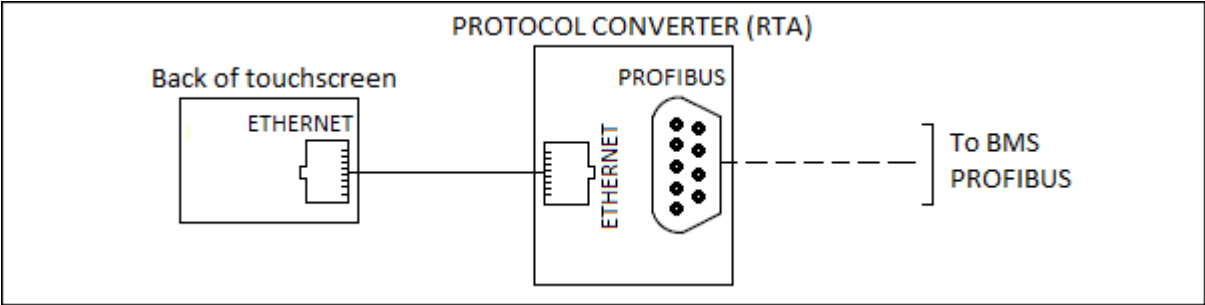 PROTOCOL CONVERTER (RTA)
Back of touchscreen
ETHERNET
ETHERNET
PROFIBUS
To BMS
PROFIBUS